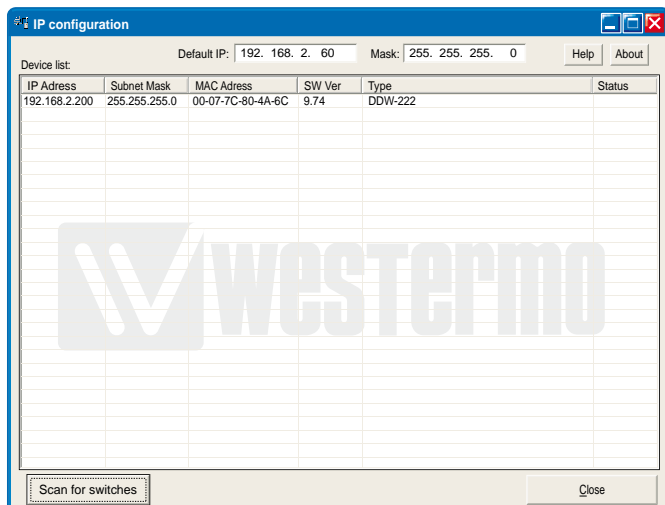 IP configuration
Default IP: 192. 168. 2. 60 Mask: 255. 255. 255. 0 Help About
Device list:
IP Adress Subnet Mask MAC Adress SW Ver Type Status
192.168.2.200 255.255.255.0 00-07-7C-80-4A-6C 9.74 DDW-222
westermo
Scan for switches Close